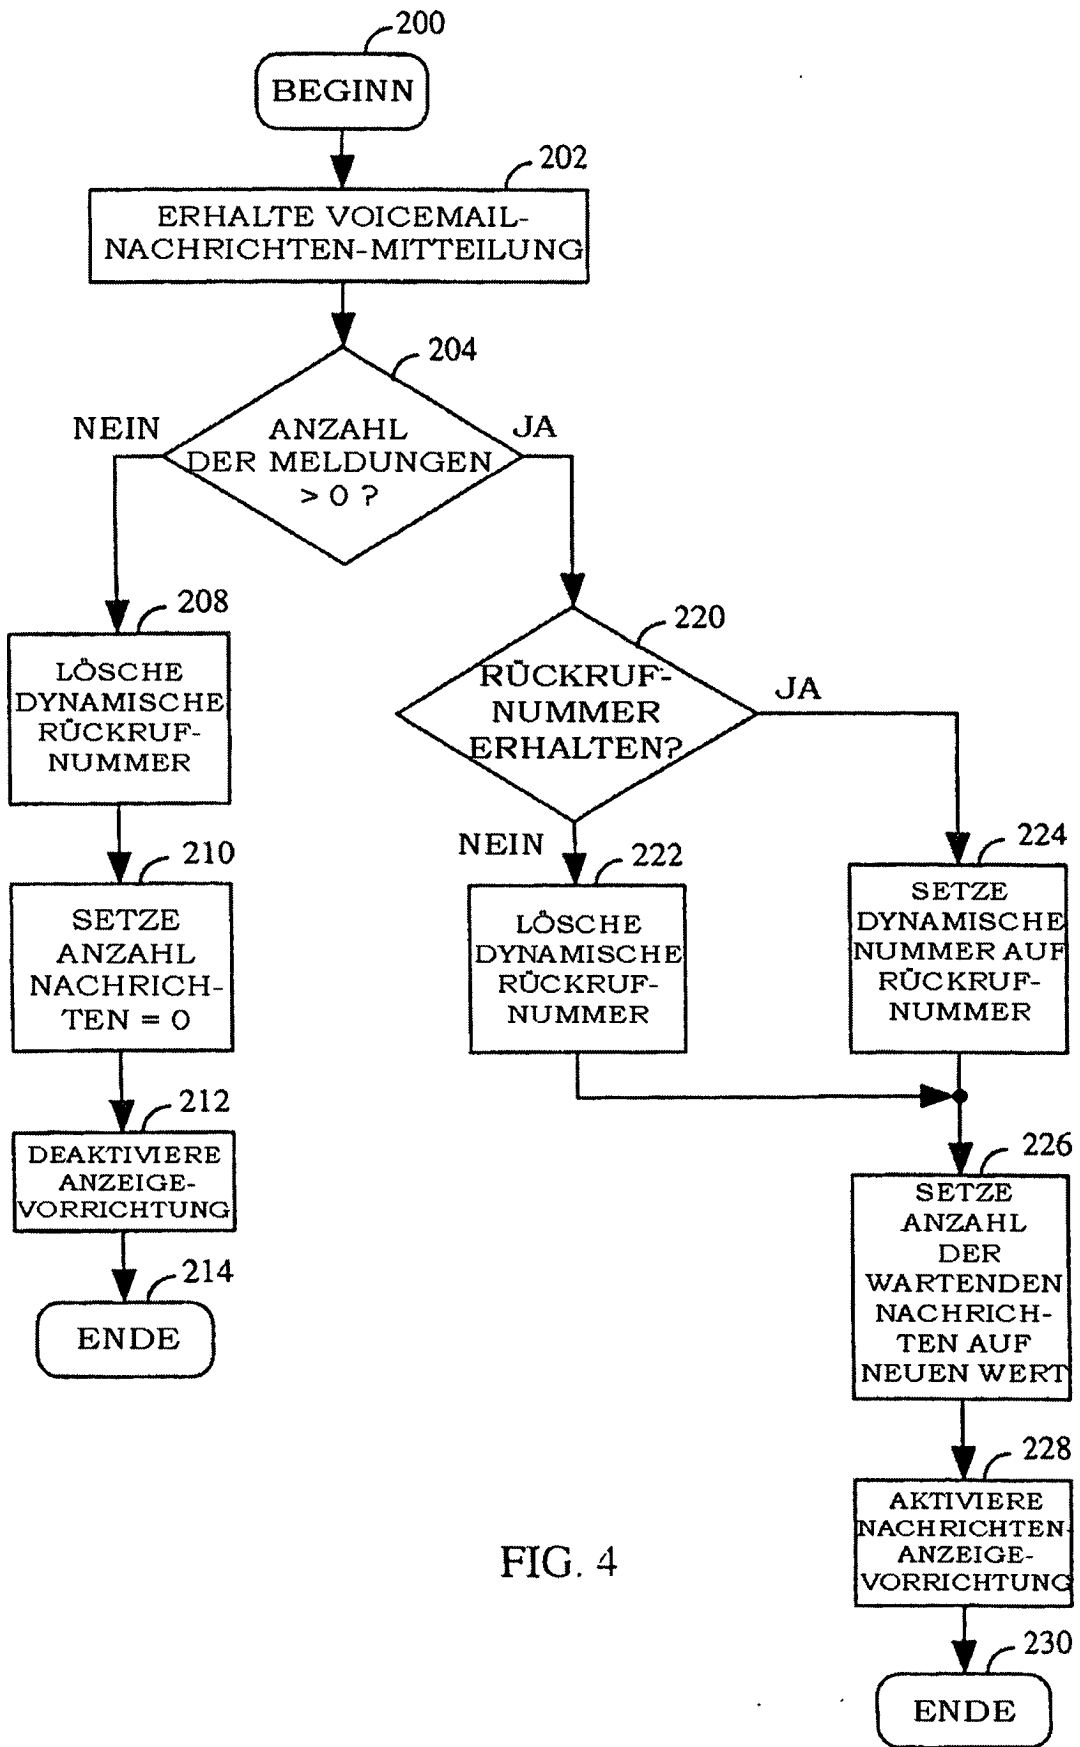 200
BEGINN
202
ERHALTE VOICEMAIL-
NACHRICHTEN-MITTEILUNG
204
NEIN
JA
ANZAHL
DER MELDUNGEN
> 0 ?
208
LÖSCHE
DYNAMISCHE
RÜCKRUF-
NUMMER
220
RÜCKRUF-
NUMMER
ERHALTEN?
JA
NEIN
210
SETZE
ANZAHL
NACHRICH-
TEN = 0
222
LÖSCHE
DYNAMISCHE
RÜCKRUF-
NUMMER
224
SETZE
DYNAMISCHE
NUMMER AUF
RÜCKRUF-
NUMMER
212
DEAKTIVIERE
ANZEIGE-
VORRICHTUNG
214
ENDE
226
SETZE
ANZAHL
DER
WARTENDEN
NACHRICH-
TEN AUF
NEUEN WERT
228
AKTIVIERE
NACHRICHTEN-
ANZEIGE-
VORRICHTUNG
230
ENDE
FIG. 4